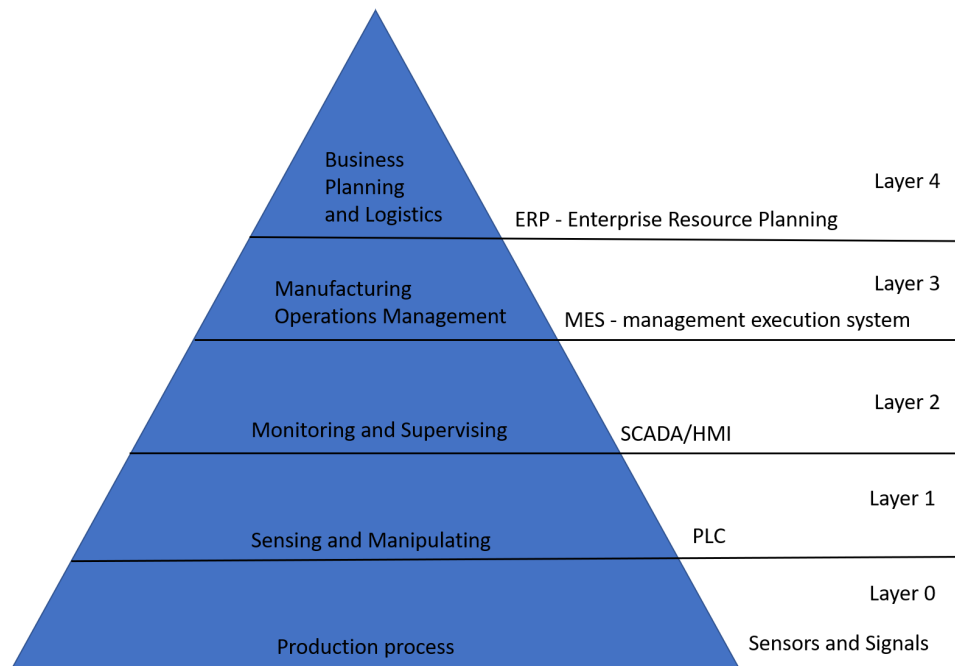 Business
Planning
and Logistics
Layer 4
ERP - Enterprise Resource Planning
Manufacturing
Operations Management
Layer 3
MES - management execution system
Layer 2
Monitoring and Supervising
SCADA/HMI
Layer 1
Sensing and Manipulating
PLC
Layer 0
Production process
Sensors and Signals